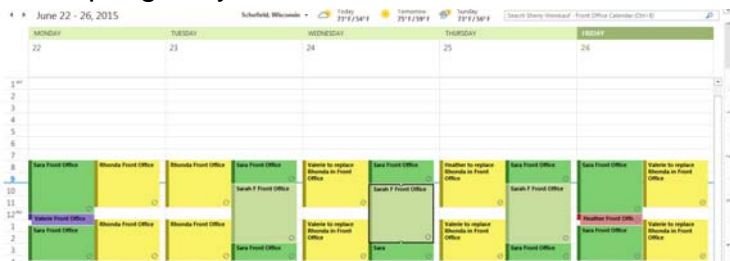 June 22 - 26, 2015
Schofield, Wisconsin
Today
73°F/54°F
Tomorrow
75°F/59°F
Sunday
73°F/56°F
Search Sherry Weinkauf - Front Office Calendar (Ctrl+E)
MONDAY
TUESDAY
WEDNESDAY
THURSDAY
FRIDAY
22
23
24
25
26
1 AM
2
3
4
5
6
7
8
9
10
11
12 PM
1
2
3
Sara Front Office
Rhonda Front Office
Valerie Front Office
Sara Front Office
Rhonda Front Office
Rhonda Front Office
Sara Front Office
Sarah F Front Office
Rhonda Front Office
Sara Front Office
Valerie to replace
Rhonda in Front
Office
Sara Front Office
Sarah F Front Office
Valerie to replace
Rhonda in Front
Office
Sara
Heather to replace
Rhonda in Front
Office
Sara Front Office
Sarah F Front Office
Valerie to replace
Rhonda in Front
Office
Sara Front Office
Sara Front Office
Valerie to replace
Rhonda in Front
Office
Heather Front Offi...
Sara Front Office
Valerie to replace
Rhonda in Front
Office